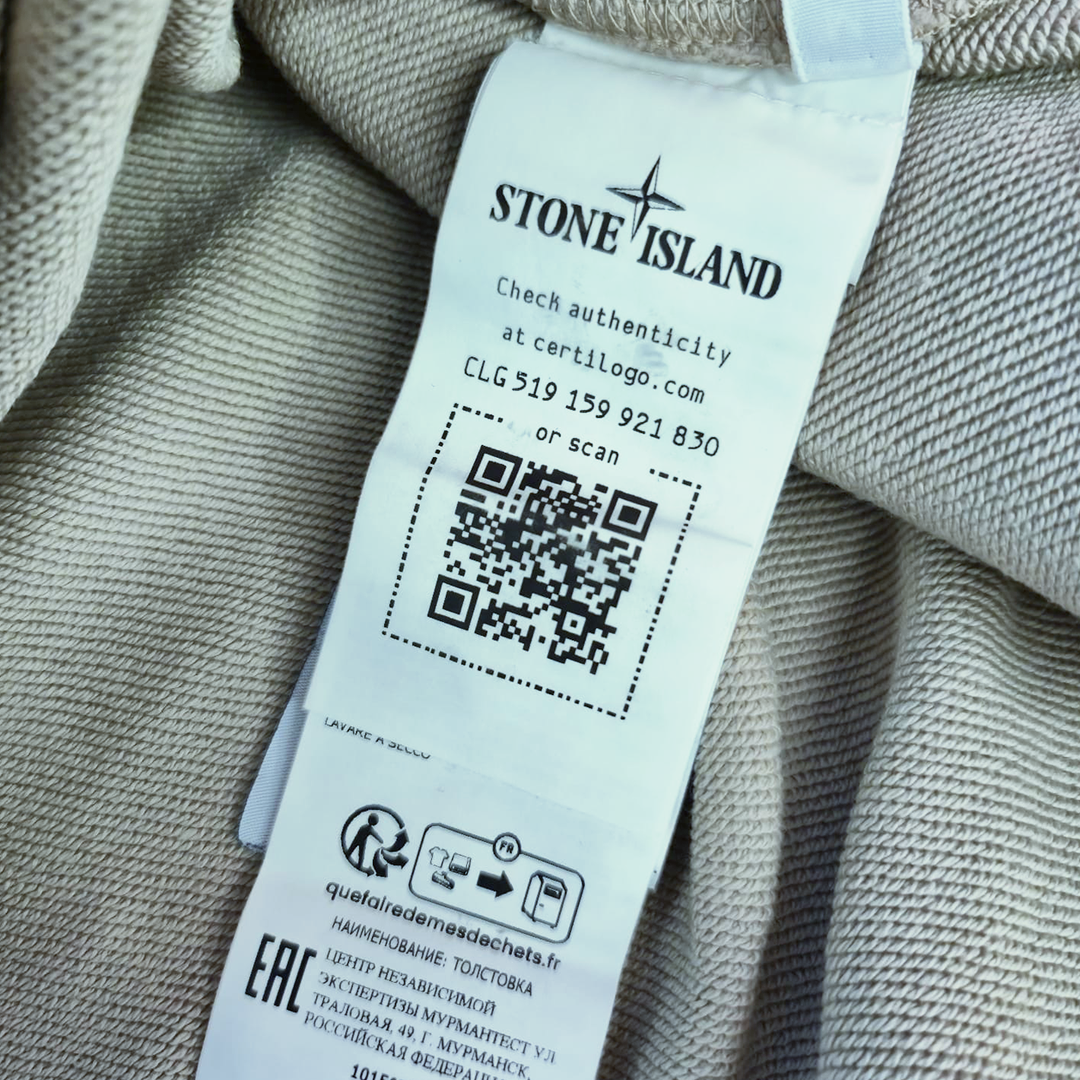 STONE ISLAND
Check authenticity
at certilogo.com
CLG 519 159 921 830
or scan
LAVARE A SECCO
FR
quefairedemesdechets.fr
НАИМЕНОВАНИЕ: ТОЛСТОВКА
EAC
ЦЕНТР НЕЗАВИСИМОЙ
ЭКСПЕРТИЗЫ МУРМАНТЕСТ УЛ
ТРАЛОВАЯ, 49, Г. МУРМАНСК,
РОССИЙСКАЯ